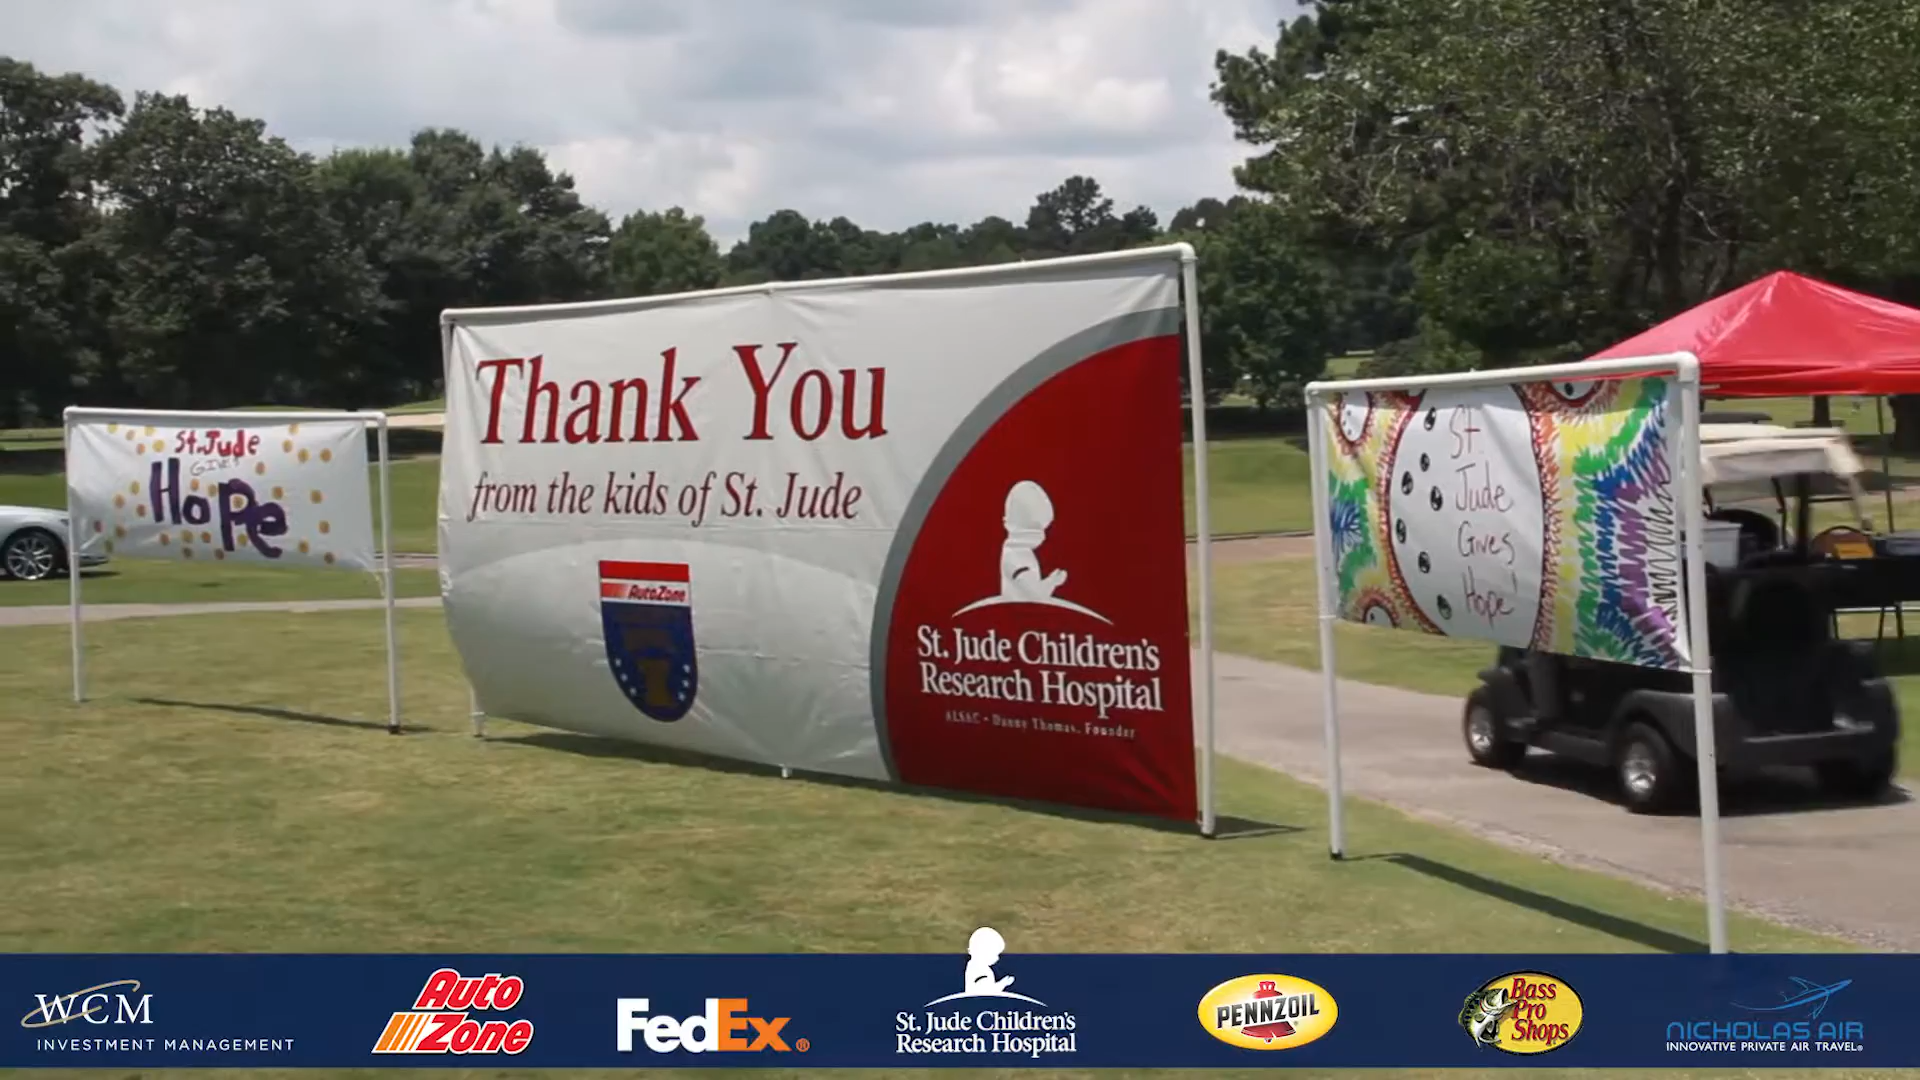 St. Jude
GIVES
Hope
Thank You
from the kids of St. Jude
AutoZone
St. Jude Children's
Research Hospital
ALSAC • Danny Thomas, Founder
St.
Jude
Gives
Hope!
WCM
INVESTMENT MANAGEMENT
Auto
Zone
FedEx®
St. Jude Children's
Research Hospital
PENNZOIL
Bass
Pro
Shops
NICHOLAS AIR
INNOVATIVE PRIVATE AIR TRAVEL®